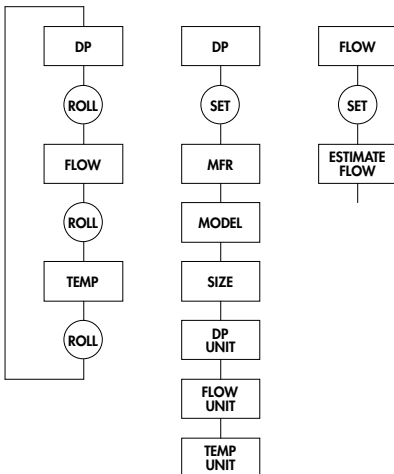 DP
ROLL
FLOW
ROLL
TEMP
ROLL
DP
SET
MFR
MODEL
SIZE
DP
UNIT
FLOW
UNIT
TEMP
UNIT
FLOW
SET
ESTIMATE
FLOW